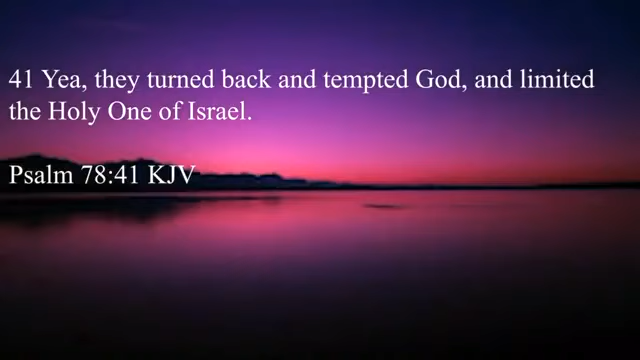 41 Yea, they turned back and tempted God, and limited
the Holy One of Israel.
Psalm 78:41 KJV